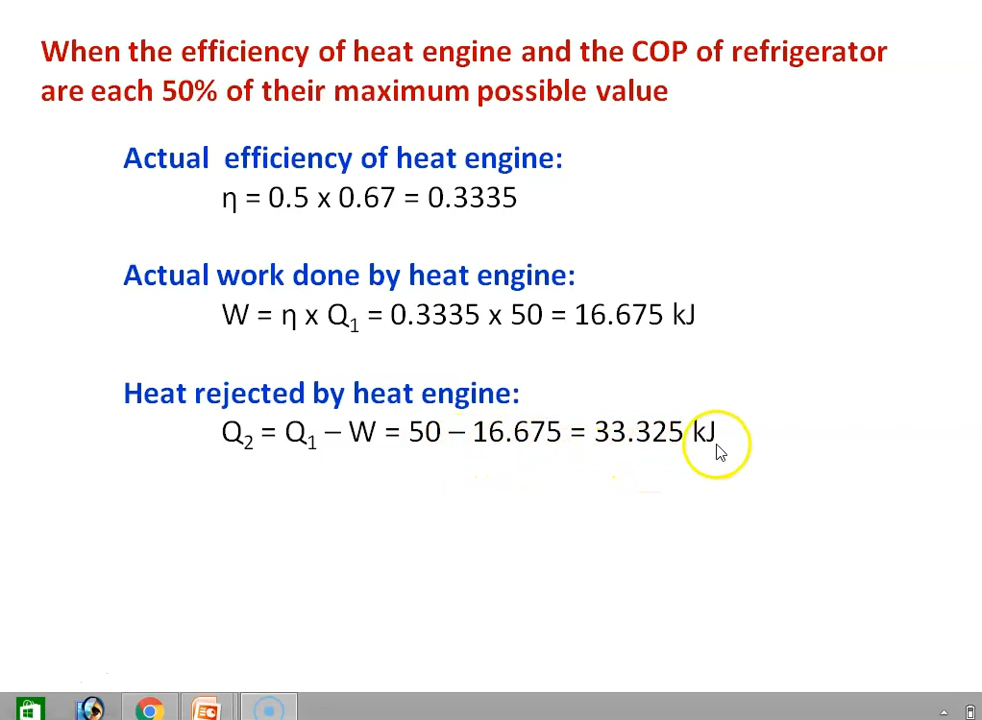 When the efficiency of heat engine and the COP of refrigerator
are each 50% of their maximum possible value
Actual efficiency of heat engine:
η = 0.5 x 0.67 = 0.3335
Actual work done by heat engine:
W = η x Q₁ = 0.3335 x 50 = 16.675 kJ
Heat rejected by heat engine:
Q₂ = Q₁ – W = 50 – 16.675 = 33.325 kJ